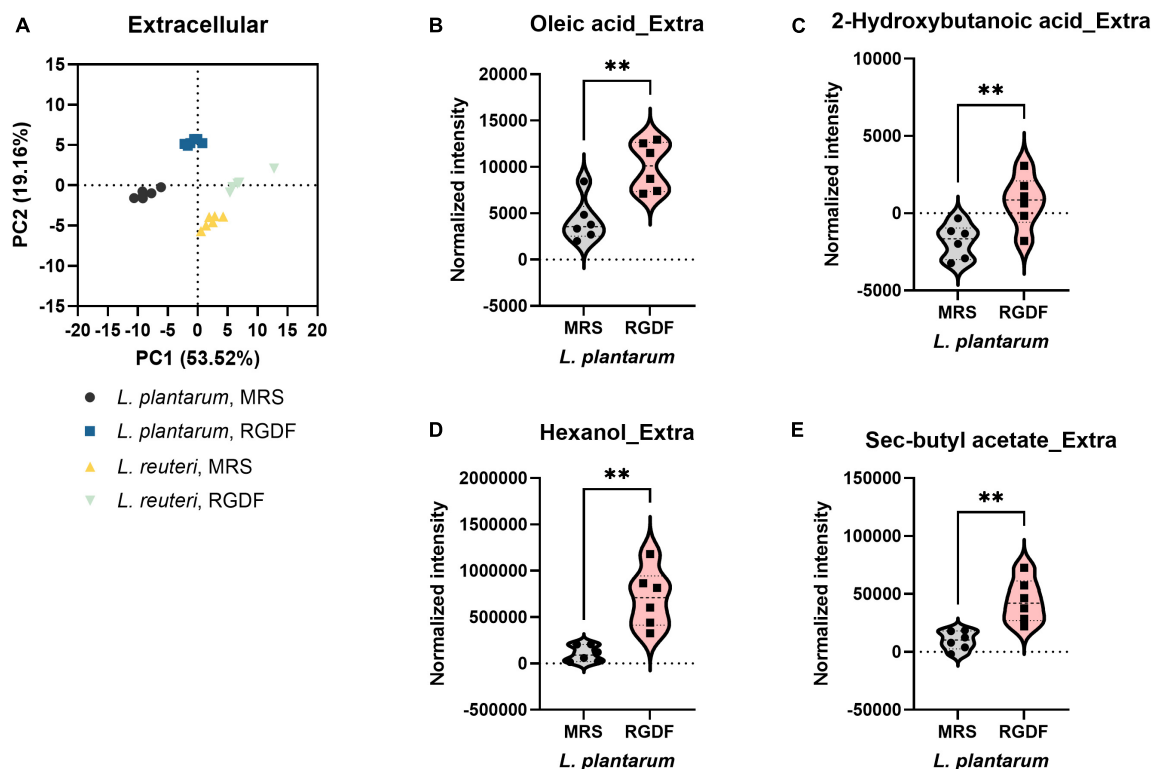 A
Extracellular
15
10
5
0
-5
-10
-15
PC2 (19.16%)
-20 -15 -10 -5 0 5 10 15 20
PC1 (53.52%)
L. plantarum, MRS
L. plantarum, RGDF
L. reuteri, MRS
L. reuteri, RGDF
B
Oleic acid_Extra
**
20000
15000
10000
5000
0
-5000
Normalized intensity
MRS RGDF
L. plantarum
C
2-Hydroxybutanoic acid_Extra
**
10000
5000
0
-5000
Normalized intensity
MRS RGDF
L. plantarum
D
Hexanol_Extra
**
2000000
1500000
1000000
500000
0
-500000
Normalized intensity
MRS RGDF
L. plantarum
E
Sec-butyl acetate_Extra
**
150000
100000
50000
0
-50000
Normalized intensity
MRS RGDF
L. plantarum